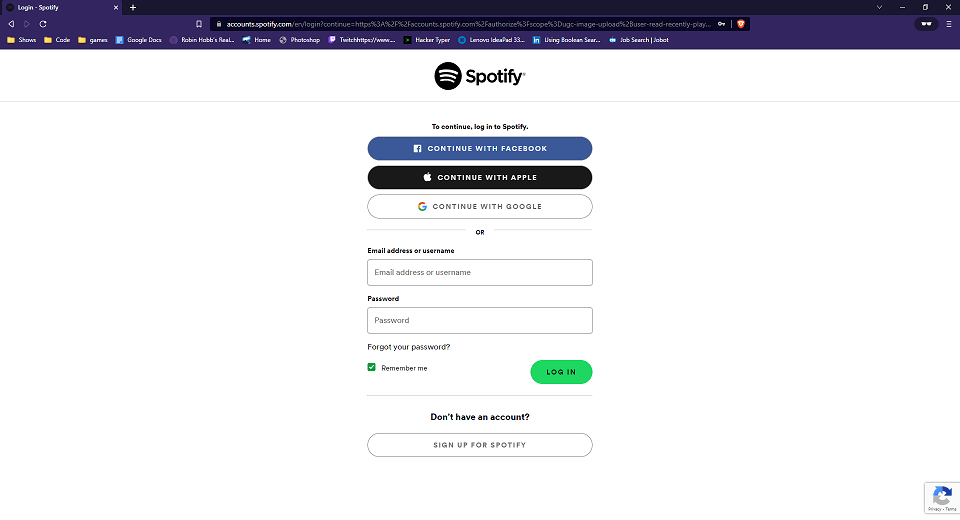 Login - Spotify
accounts.spotify.com/en/login?continue=https%3A%2F%2Faccounts.spotify.com%2Fauthorize%3Fscope%3Dugc-image-upload%2Buser-read-recently-play...
Shows Code games Google Docs Robin Hobb's Real... Twitchhttps://www.... Home Photoshop Hacker Typer Lenovo IdeaPad 33... Using Boolean Sear... Job Search | Jobot
Spotify®
To continue, log in to Spotify.
CONTINUE WITH FACEBOOK
CONTINUE WITH APPLE
CONTINUE WITH GOOGLE
OR
Email address or username
Email address or username
Password
Password
Forgot your password?
Remember me
LOG IN
Don't have an account?
SIGN UP FOR SPOTIFY
Privacy - Terms